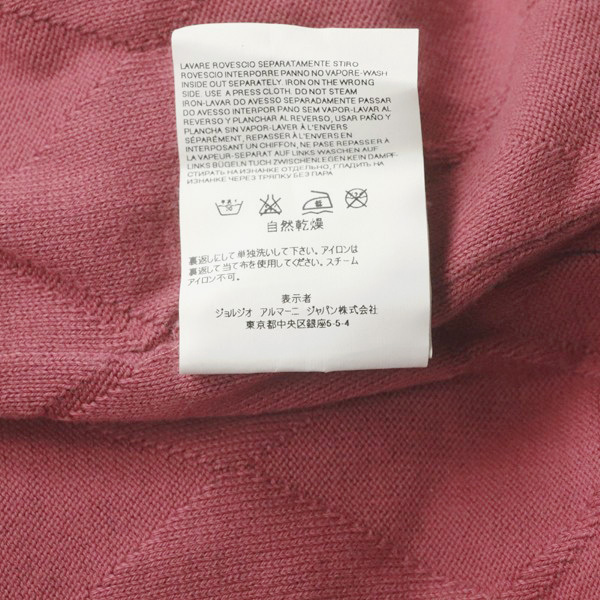 LAVARE ROVESCIO SEPARATAMENTE STIRO
ROVESCIO INTERPORRE PANNO NO VAPORE-WASH
INSIDE OUT SEPARATELY. IRON ON THE WRONG
SIDE. USE A PRESS CLOTH. DO NOT STEAM
IRON-LAVAR DO AVESSO SEPARADAMENTE PASSAR
DO AVESSO INTERPOR PANO SEM VAPOR-LAVAR AL
REVERSO Y PLANCHAR AL REVERSO, USAR PAÑO Y
PLANCHA SIN VAPOR-LAVER À L'ENVERS
SÉPARÉMENT, REPASSER À L'ENVERS EN
INTERPOSANT UN CHIFFON, NE PAS REPASSER À
LA VAPEUR-SEPARAT AUF LINKS WASCHEN AUF
LINKS BÜGELN TUCH ZWISCHENLEGEN KEIN DAMPF-
СТИРАТЬ НА ИЗНАНКЕ ОТДЕЛЬНО, ГЛАДИТЬ НА
ИЗНАНКЕ ЧЕРЕЗ ТРЯПКУ БЕЗ ПАРА
自然乾燥
裏返しにして単独洗いして下さい。アイロンは
裏返して当て布を使用してください。スチーム
アイロン不可。
表示者
ジョルジオ アルマーニ ジャパン株式会社
東京都中央区銀座5-5-4